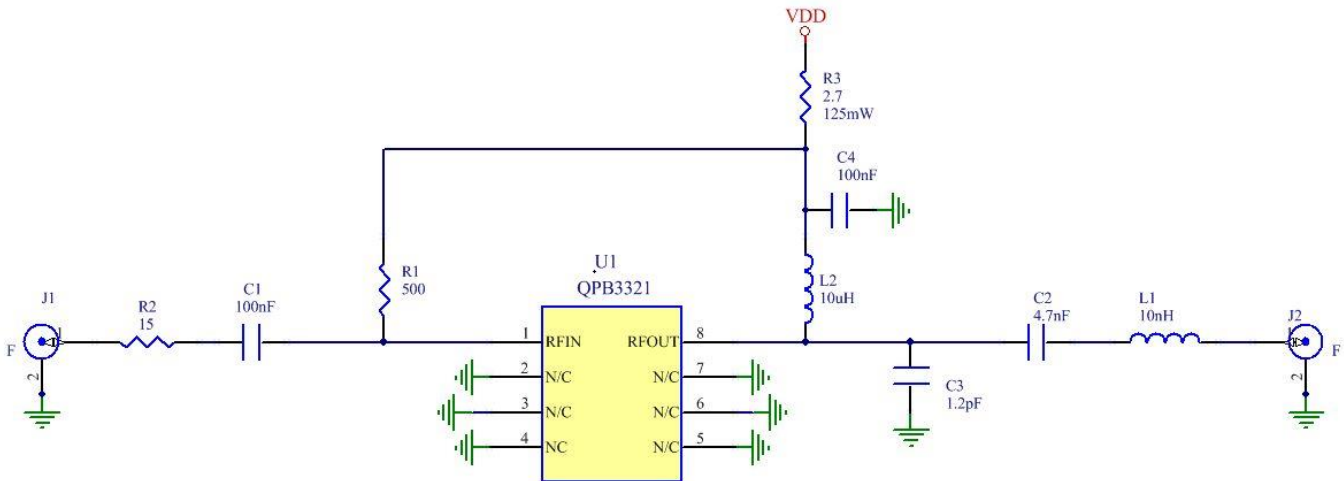 VDD
R3
2.7
125mW
C4
100nF
R1
500
U1
QPB3321
L2
10uH
J1
F
2
R2
15
C1
100nF
1 RFIN RFOUT 8
2 N/C N/C 7
3 N/C N/C 6
4 NC N/C 5
C3
1.2pF
C2
4.7nF
L1
10nH
J2
F
2